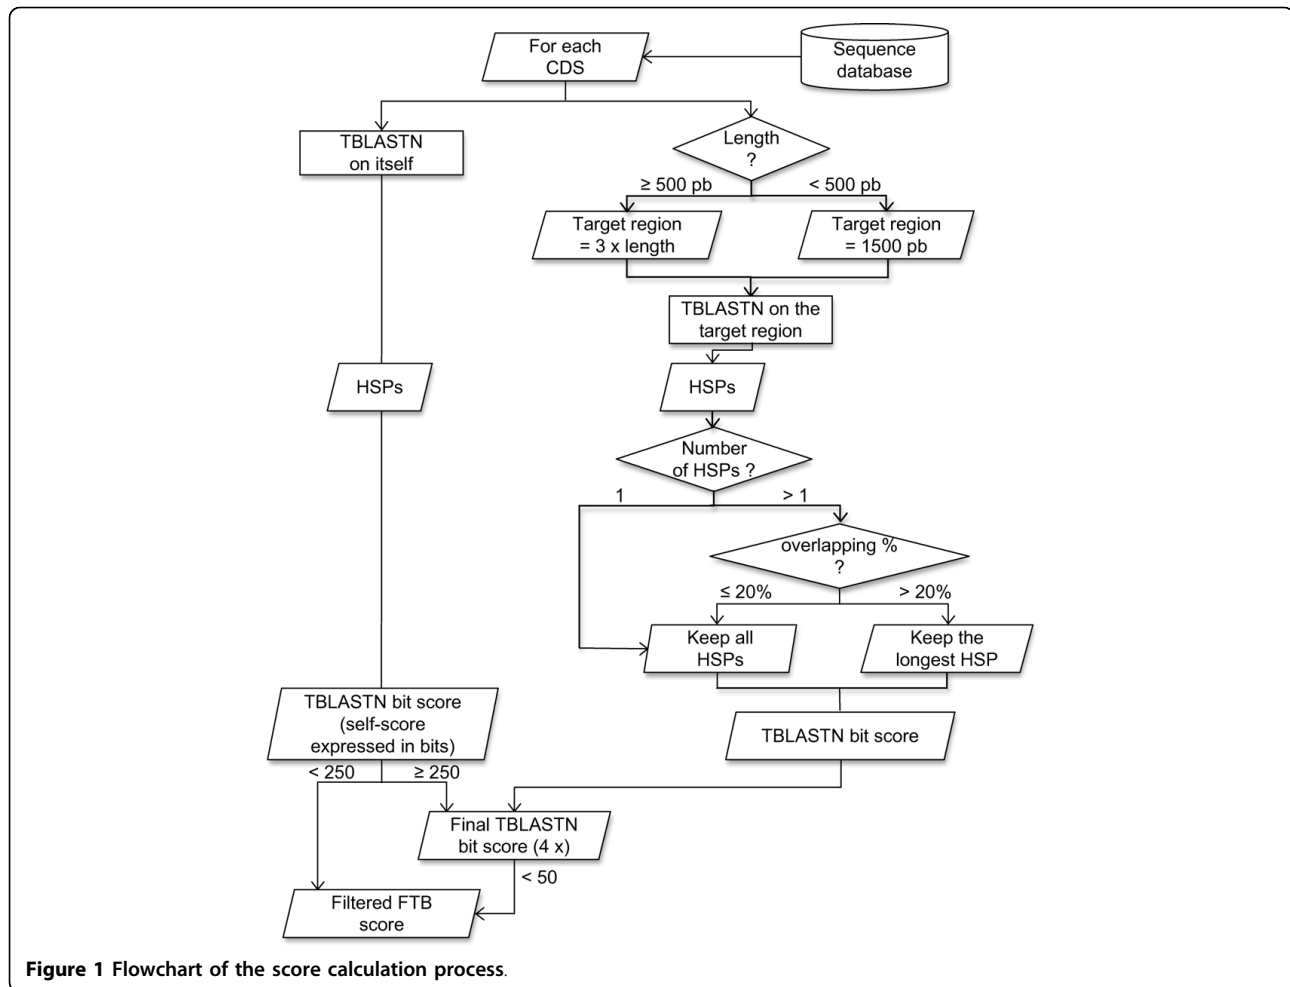 For each
CDS
Sequence
database
TBLASTN
on itself
Length
?
≥ 500 pb
< 500 pb
Target region
= 3 x length
Target region
= 1500 pb
TBLASTN on the
target region
HSPs
HSPs
Number
of HSPs ?
1
> 1
overlapping %
?
≤ 20%
> 20%
Keep all
HSPs
Keep the
longest HSP
TBLASTN bit score
(self-score
expressed in bits)
TBLASTN bit score
< 250
≥ 250
Final TBLASTN
bit score (4 x)
< 50
Filtered FTB
score
Figure 1 Flowchart of the score calculation process.